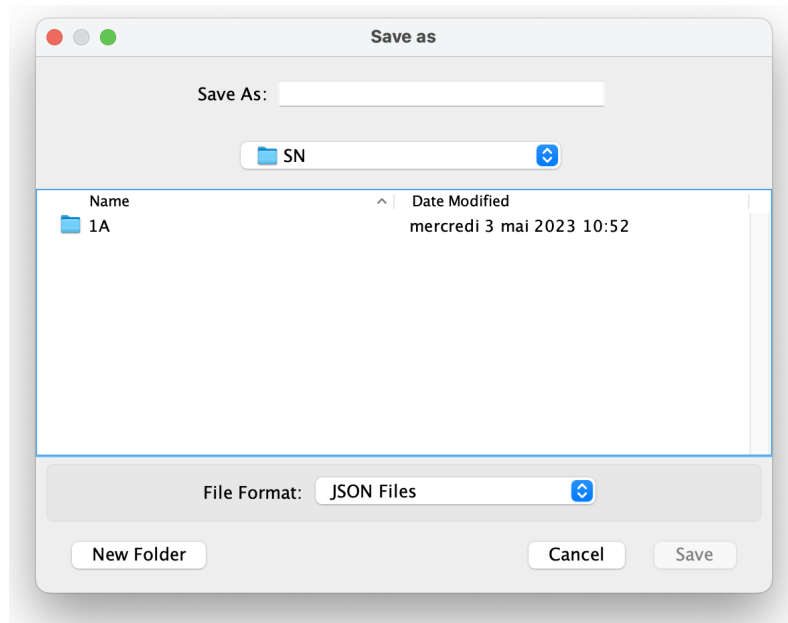 Save as
Save As:
SN
Name Date Modified
1A mercredi 3 mai 2023 10:52
File Format: JSON Files
New Folder Cancel Save